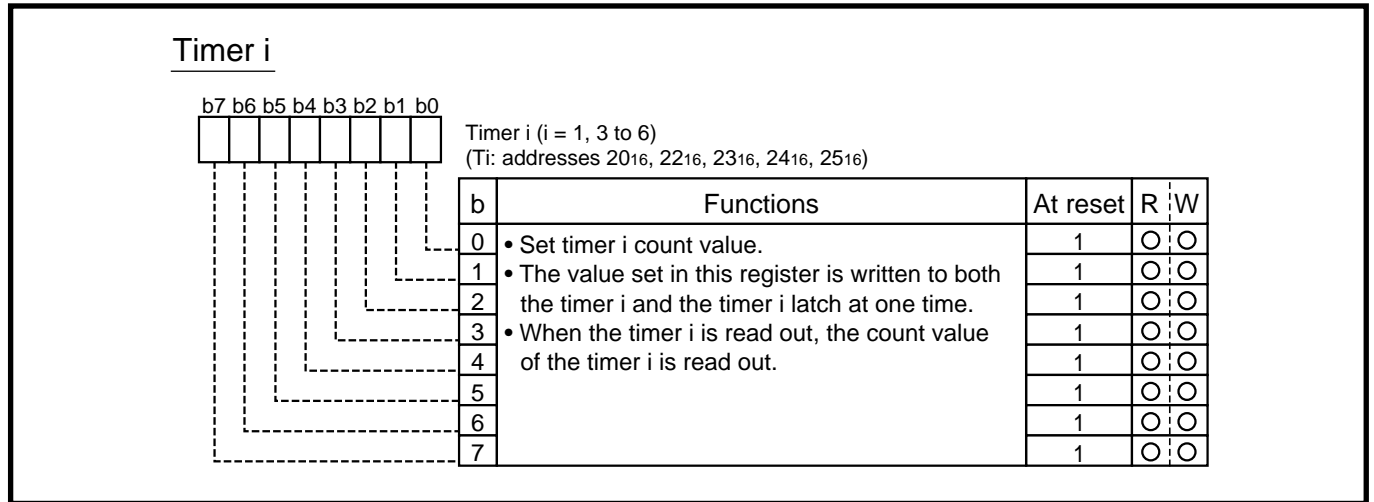 Timer i
b7 b6 b5 b4 b3 b2 b1 b0
Timer i (i = 1, 3 to 6)
(Ti: addresses 2016, 2216, 2316, 2416, 2516)
b Functions At reset R W
0 • Set timer i count value. 1 O O
1 • The value set in this register is written to both 1 O O
2 the timer i and the timer i latch at one time. 1 O O
3 • When the timer i is read out, the count value 1 O O
4 of the timer i is read out. 1 O O
5 1 O O
6 1 O O
7 1 O O